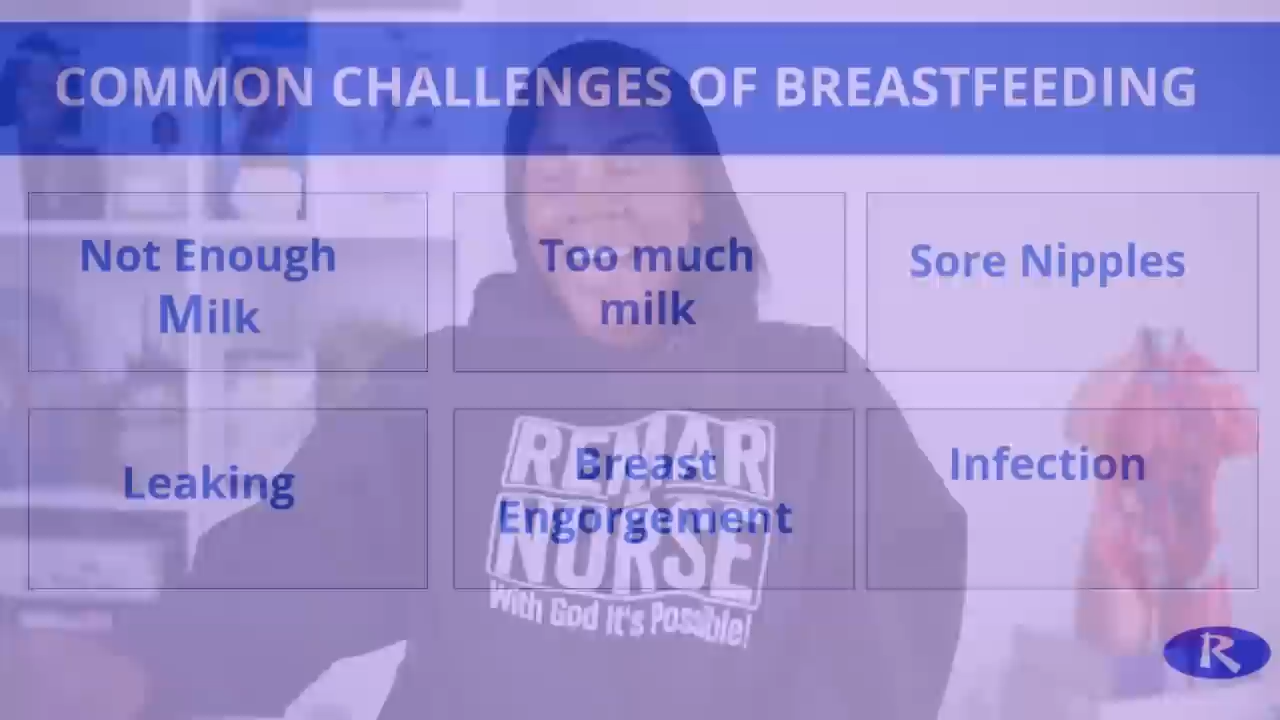 COMMON CHALLENGES OF BREASTFEEDING
Not Enough
Milk
Too much
milk
Sore Nipples
Leaking
Breast
Engorgement
Infection
REMAR
NURSE
With God It's Possible!
R